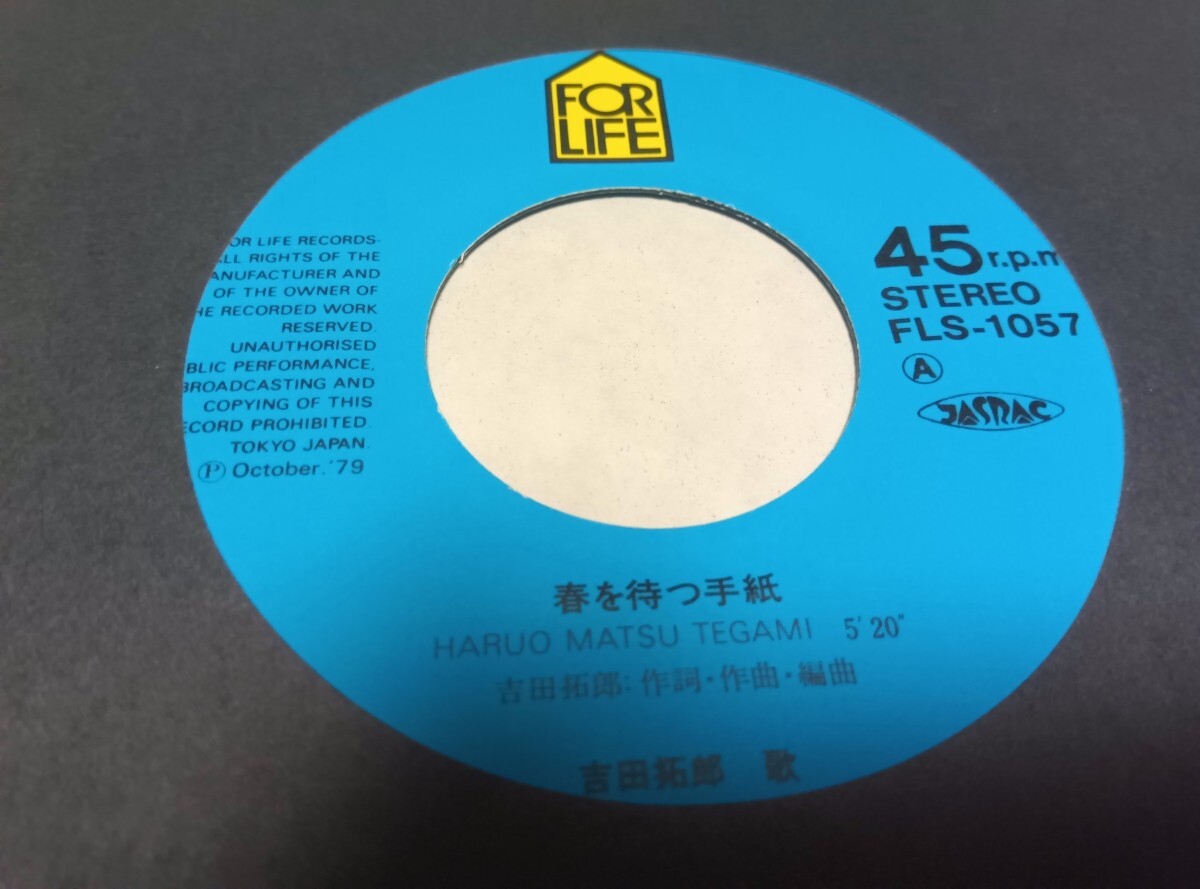 FOR
LIFE
OR LIFE RECORDS-
LL RIGHTS OF THE
ANUFACTURER AND
OF THE OWNER OF
HE RECORDED WORK
RESERVED.
UNAUTHORISED
BLIC PERFORMANCE,
BROADCASTING AND
COPYING OF THIS
ECORD PROHIBITED.
TOKYO JAPAN.
Ⓟ October.'79
45 r.p.m
STEREO
FLS-1057
Ⓐ
JASRAC
春を待つ手紙
HARUO MATSU TEGAMI 5′20″
吉田拓郎:作詞・作曲・編曲
吉田拓郎 歌